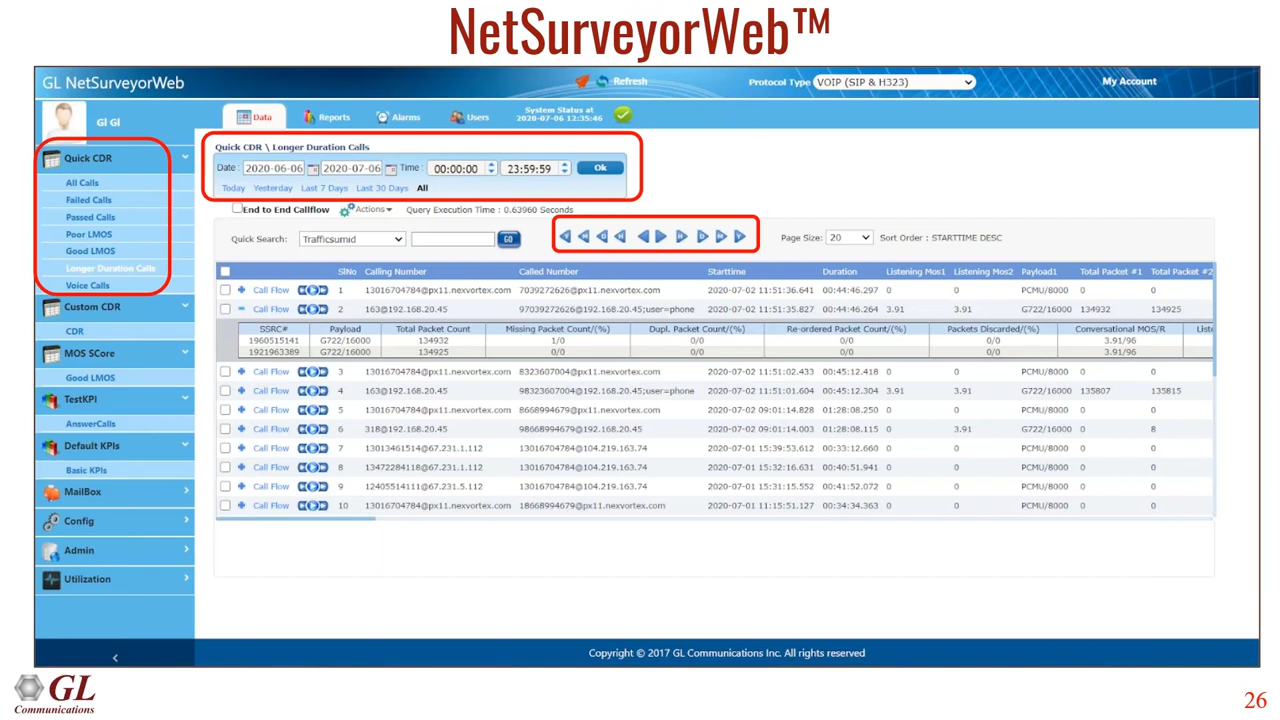 NetSurveyorWeb™
GL NetSurveyorWeb
Refresh
Protocol Type VOIP (SIP & H323)
My Account
Gl Gl
Data Reports Alarms Users System Status at
2020-07-06 12:35:46
Quick CDR
All Calls
Failed Calls
Passed Calls
Poor LMOS
Good LMOS
Longer Duration Calls
Voice Calls
Custom CDR
CDR
MOS SCore
Good LMOS
TestKPI
AnswerCalls
Default KPIs
Basic KPIs
MailBox
Config
Admin
Utilization
Quick CDR \ Longer Duration Calls
Date : 2020-06-06 2020-07-06 Time : 00:00:00 23:59:59 Ok
Today Yesterday Last 7 Days Last 30 Days All
End to End Callflow Actions Query Execution Time : 0.63960 Seconds
Quick Search: Trafficsumid GO Page Size: 20 Sort Order : STARTTIME DESC
SlNo Calling Number Called Number Starttime Duration Listening Mos1 Listening Mos2 Payload1 Total Packet #1 Total Packet #2
Call Flow 1 13016704784@px11.nexvortex.com 7039272626@px11.nexvortex.com 2020-07-02 11:51:36.641 00:44:46.297 0 0 PCMU/8000 0 0
Call Flow 2 163@192.168.20.45 97039272626@192.168.20.45;user=phone 2020-07-02 11:51:35.827 00:44:46.264 3.91 3.91 G722/16000 134932 134925
SSRC# Payload Total Packet Count Missing Packet Count/(%) Dupl. Packet Count/(%) Re-ordered Packet Count/(%) Packets Discarded/(%) Conversational MOS/R Liste
1960515141 G722/16000 134932 1/0 0/0 0/0 0/0 3.91/96
1921963389 G722/16000 134925 0/0 0/0 0/0 0/0 3.91/96
Call Flow 3 13016704784@px11.nexvortex.com 8323607004@px11.nexvortex.com 2020-07-02 11:51:02.433 00:45:12.418 0 0 PCMU/8000 0 0
Call Flow 4 163@192.168.20.45 98323607004@192.168.20.45;user=phone 2020-07-02 11:51:01.604 00:45:12.304 3.91 3.91 G722/16000 135807 135815
Call Flow 5 13016704784@px11.nexvortex.com 8668994679@px11.nexvortex.com 2020-07-02 09:01:14.828 01:28:08.250 0 0 PCMU/8000 0 0
Call Flow 6 318@192.168.20.45 98668994679@192.168.20.45 2020-07-02 09:01:14.003 01:28:08.115 0 3.91 G722/16000 0 8
Call Flow 7 13013461514@67.231.1.112 13016704784@104.219.163.74 2020-07-01 15:39:53.612 00:33:12.660 0 0 PCMU/8000 0 0
Call Flow 8 13472284118@67.231.1.112 13016704784@104.219.163.74 2020-07-01 15:32:16.631 00:40:51.941 0 0 PCMU/8000 0 0
Call Flow 9 12405514111@67.231.5.112 13016704784@104.219.163.74 2020-07-01 15:31:15.552 00:41:52.072 0 0 PCMU/8000 0 0
Call Flow 10 13016704784@px11.nexvortex.com 18668994679@px11.nexvortex.com 2020-07-01 11:15:51.127 00:34:34.363 0 0 PCMU/8000 0 0
Copyright © 2017 GL Communications Inc. All rights reserved
GL
Communications
26